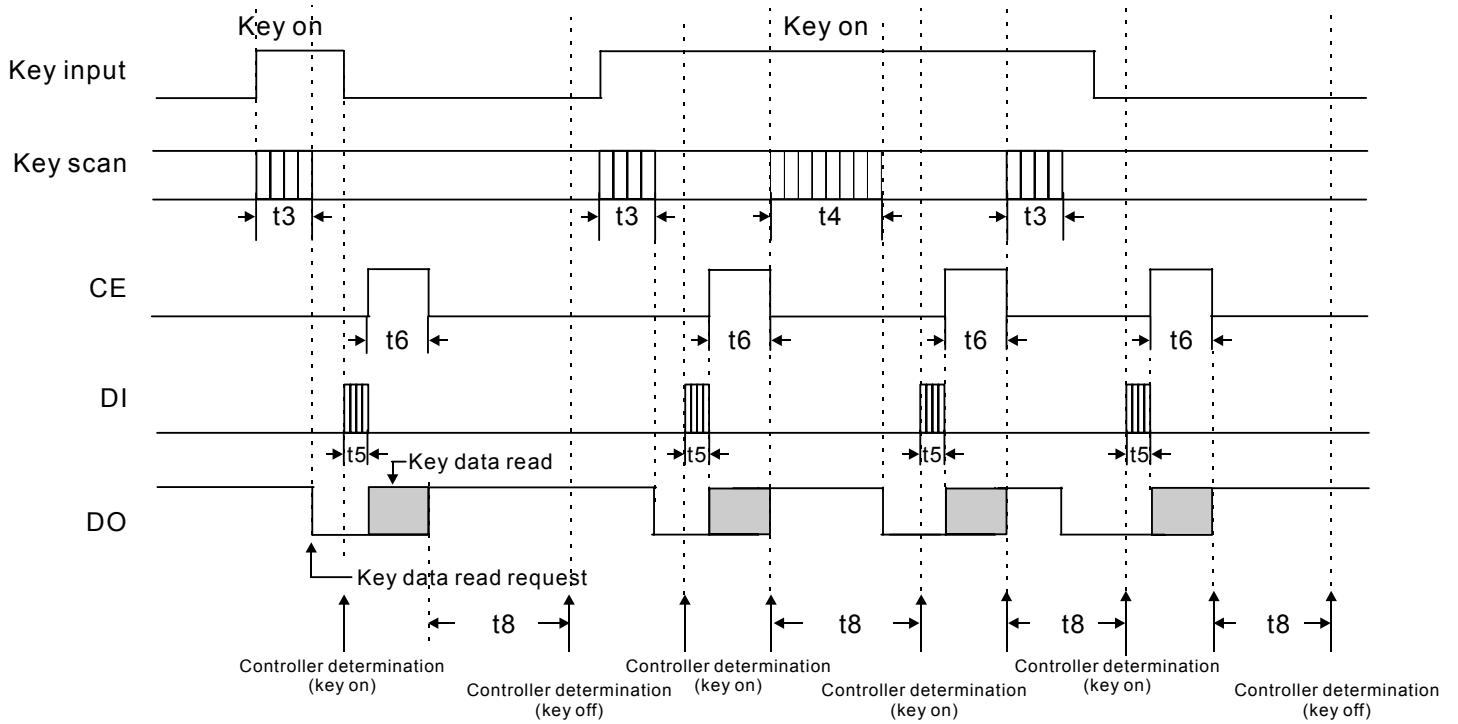 Key on
Key on
Key input
Key scan
t3
t3
t4
t3
CE
t6
t6
t6
t6
DI
t5
t5
t5
t5
Key data read
DO
Key data read request
t8
t8
t8
t8
Controller determination
(key on)
Controller determination
(key off)
Controller determination
(key on)
Controller determination
(key on)
Controller determination
(key on)
Controller determination
(key off)